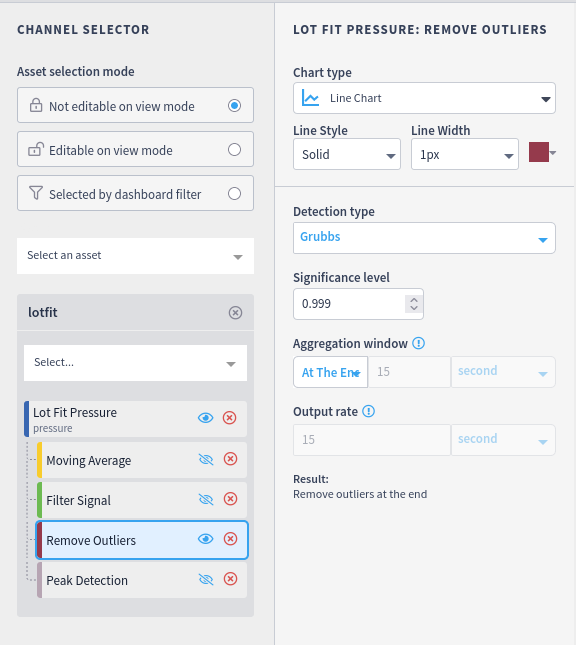 CHANNEL SELECTOR
Asset selection mode
Not editable on view mode
Editable on view mode
Selected by dashboard filter
Select an asset
lotfit
Select...
Lot Fit Pressure
pressure
Moving Average
Filter Signal
Remove Outliers
Peak Detection
LOT FIT PRESSURE: REMOVE OUTLIERS
Chart type
Line Chart
Line Style Line Width
Solid 1px
Detection type
Grubbs
Significance level
0.999
Aggregation window
At The End 15 second
Output rate
15 second
Result:
Remove outliers at the end